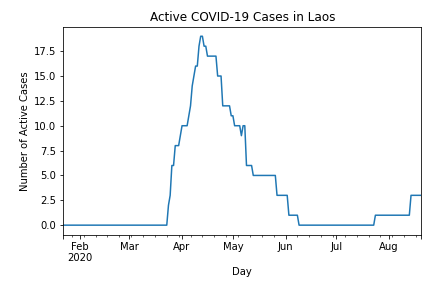 Active COVID-19 Cases in Laos
Number of Active Cases
17.5
15.0
12.5
10.0
7.5
5.0
2.5
0.0
Feb Mar Apr May Jun Jul Aug
2020
Day